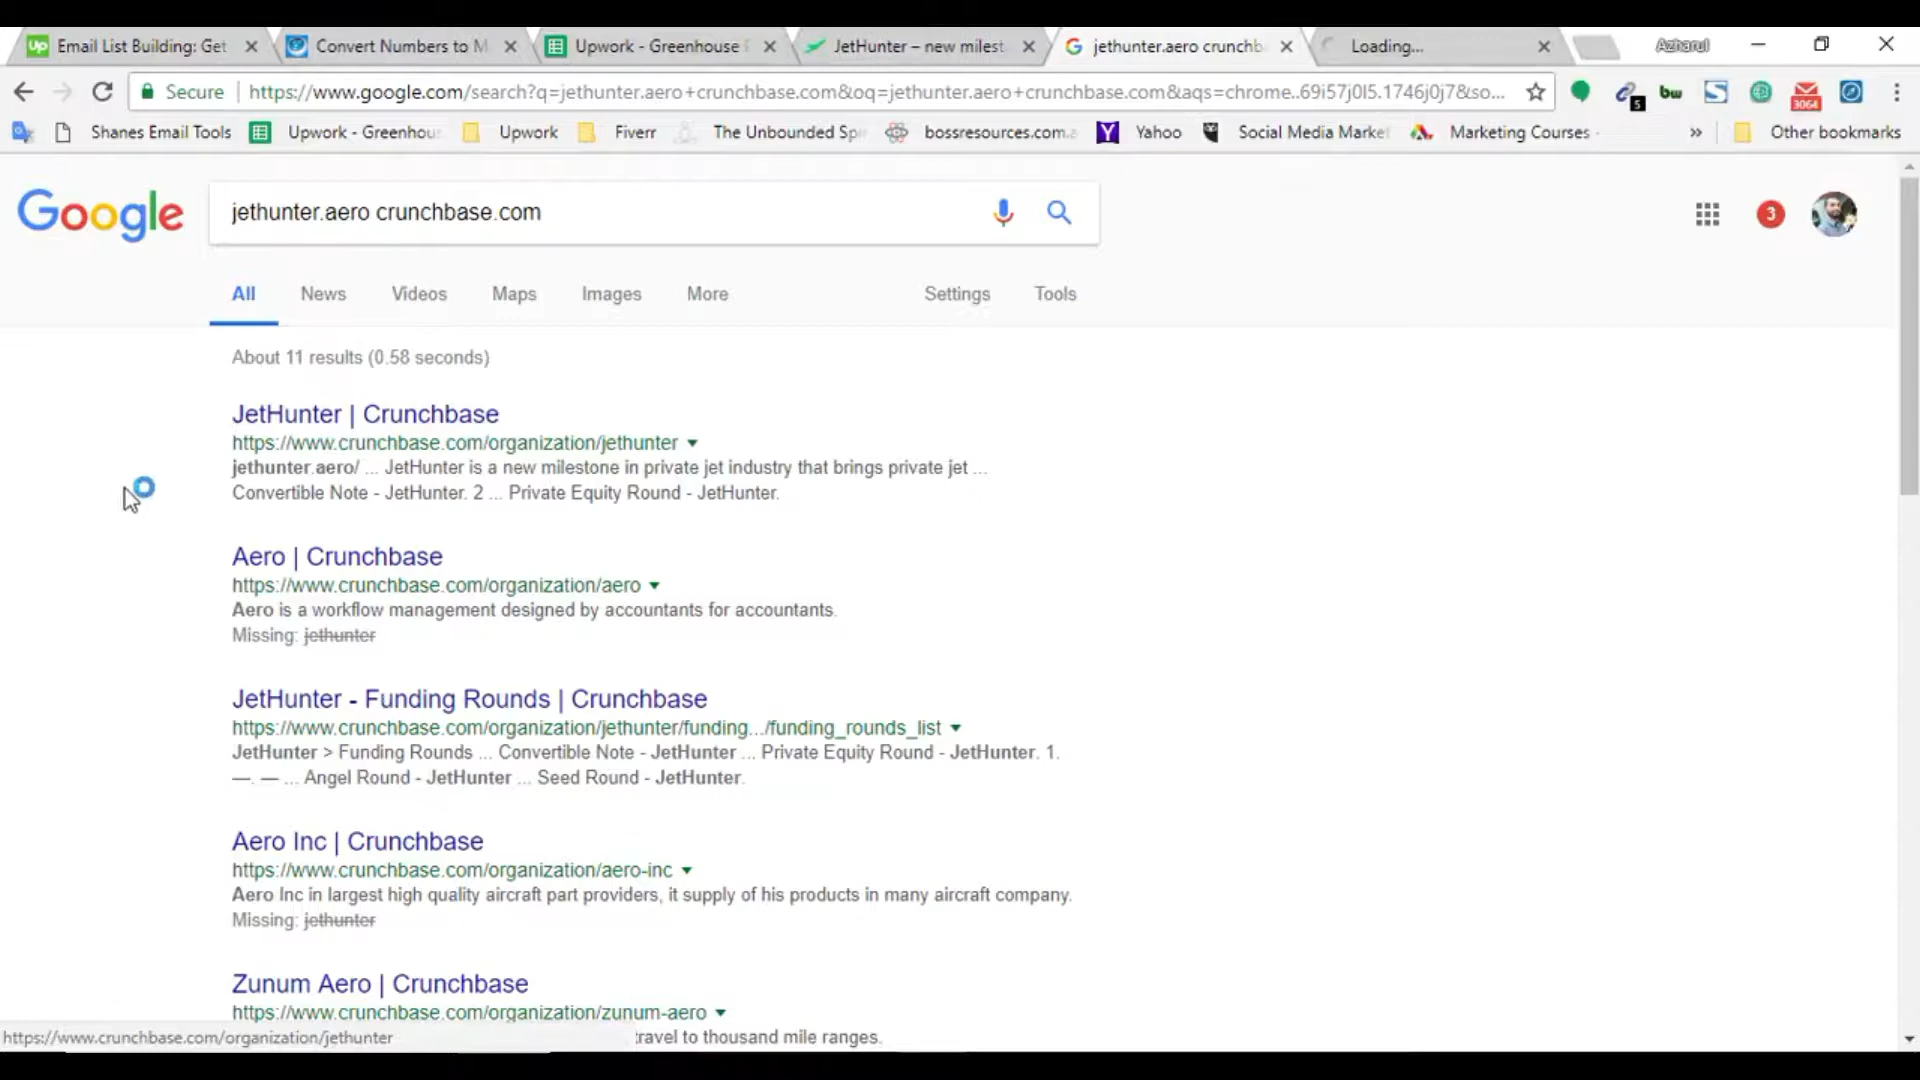 Email List Building: Get
Convert Numbers to M
Upwork - Greenhouse
JetHunter – new milest
jethunter.aero crunchb
Loading...
Azharul
Secure
https://www.google.com/search?q=jethunter.aero+crunchbase.com&oq=jethunter.aero+crunchbase.com&aqs=chrome..69i57j0l5.1746j0j7&so...
5
bw
3064
Shanes Email Tools
Upwork - Greenhou
Upwork
Fiverr
The Unbounded Spi
bossresources.com.a
Yahoo
Social Media Market
Marketing Courses -
»
Other bookmarks
Google
jethunter.aero crunchbase.com
3
All
News
Videos
Maps
Images
More
Settings
Tools
About 11 results (0.58 seconds)
JetHunter | Crunchbase
https://www.crunchbase.com/organization/jethunter
jethunter.aero/ ... JetHunter is a new milestone in private jet industry that brings private jet ...
Convertible Note - JetHunter. 2 ... Private Equity Round - JetHunter.
Aero | Crunchbase
https://www.crunchbase.com/organization/aero
Aero is a workflow management designed by accountants for accountants.
Missing: jethunter
JetHunter - Funding Rounds | Crunchbase
https://www.crunchbase.com/organization/jethunter/funding.../funding_rounds_list
JetHunter > Funding Rounds ... Convertible Note - JetHunter ... Private Equity Round - JetHunter. 1.
—. — ... Angel Round - JetHunter ... Seed Round - JetHunter.
Aero Inc | Crunchbase
https://www.crunchbase.com/organization/aero-inc
Aero Inc in largest high quality aircraft part providers, it supply of his products in many aircraft company.
Missing: jethunter
Zunum Aero | Crunchbase
https://www.crunchbase.com/organization/zunum-aero
travel to thousand mile ranges.
https://www.crunchbase.com/organization/jethunter